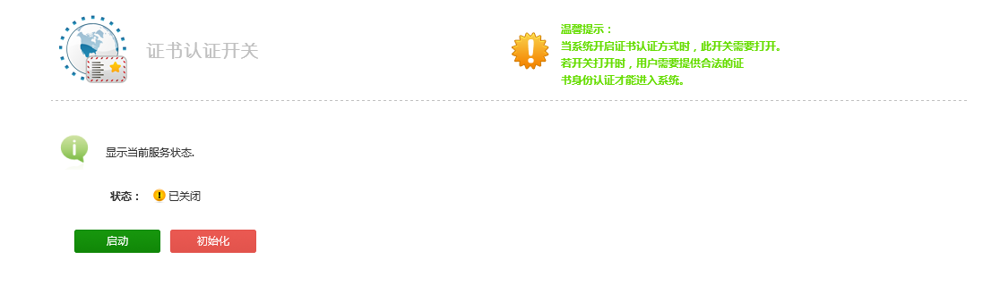 证书认证开关
温馨提示：
当系统开启证书认证方式时，此开关需要打开。
若开关打开时，用户需要提供合法的证
书身份认证才能进入系统。
显示当前服务状态.
状态： 已关闭
启动 初始化